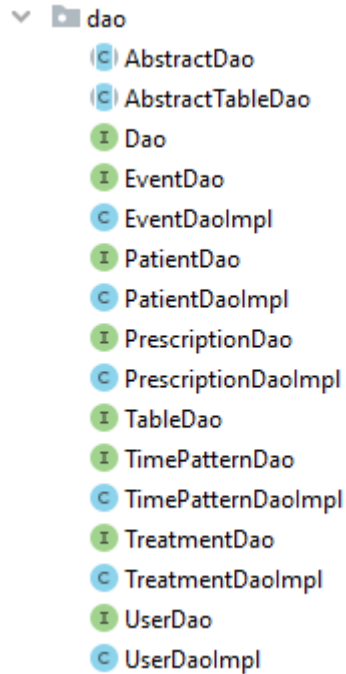 dao
C AbstractDao
C AbstractTableDao
I Dao
I EventDao
C EventDaoImpl
I PatientDao
C PatientDaoImpl
I PrescriptionDao
C PrescriptionDaoImpl
I TableDao
I TimePatternDao
C TimePatternDaoImpl
I TreatmentDao
C TreatmentDaoImpl
I UserDao
C UserDaoImpl